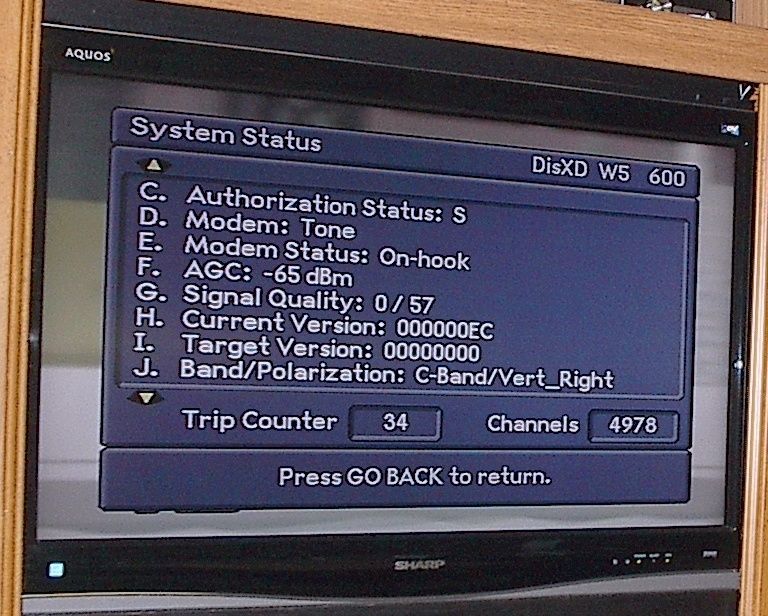 AQUOS
System Status
DisXD W5 600
C. Authorization Status: S
D. Modem: Tone
E. Modem Status: On-hook
F. AGC: -65 dBm
G. Signal Quality: 0 / 57
H. Current Version: 000000EC
I. Target Version: 00000000
J. Band/Polarization: C-Band/Vert_Right
Trip Counter 34 Channels 4978
Press GO BACK to return.
SHARP